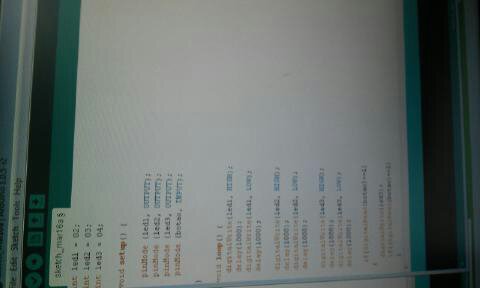 File Edit Sketch Tools Help
sketch_mar16a §
int led1 = 02;
int led2 = 03;
int led3 = 04;
void setup() {
pinMode (led1, OUTPUT);
pinMode (led2, OUTPUT);
pinMode (led3, OUTPUT);
pinMode (botao, INPUT);
void loop() {
digitalWrite(led1, HIGH);
delay(1000);
digitalWrite(led1, LOW);
delay(1000);
digitalWrite(led2, HIGH);
delay(1000);
digitalWrite(led2, LOW);
delay(1000);
digitalWrite(led3, HIGH);
delay(1000);
digitalWrite(led3, LOW);
delay(1000);